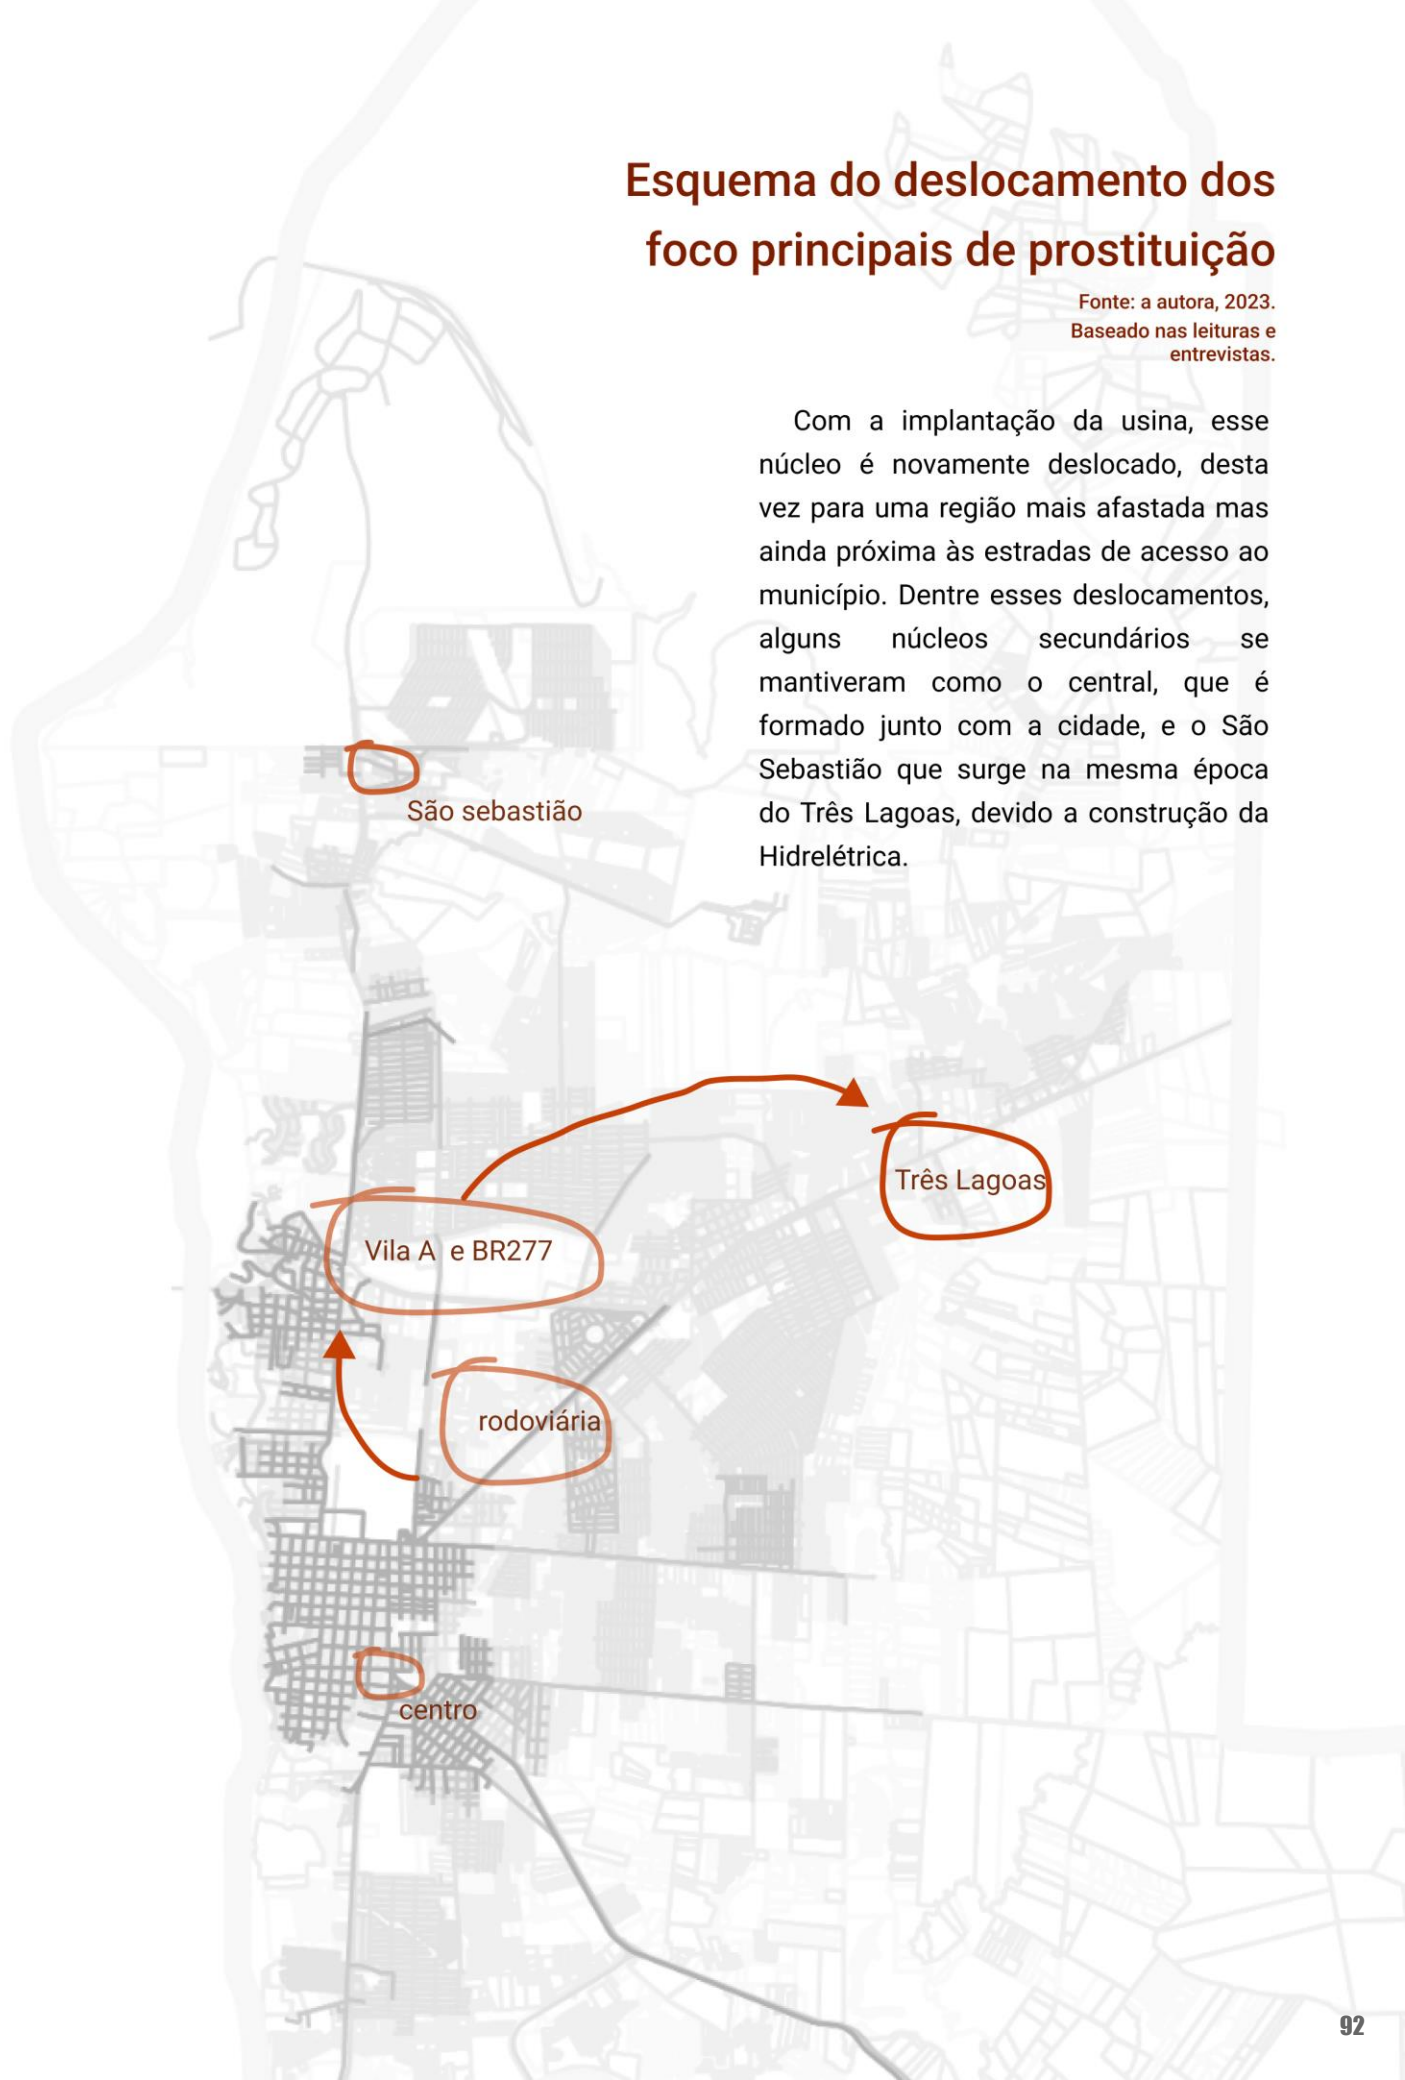 Esquema do deslocamento dos
foco principais de prostituição
Fonte: a autora, 2023.
Baseado nas leituras e
entrevistas.
Com a implantação da usina, esse
núcleo é novamente deslocado, desta
vez para uma região mais afastada mas
ainda próxima às estradas de acesso ao
município. Dentre esses deslocamentos,
alguns núcleos secundários se
mantiveram como o central, que é
formado junto com a cidade, e o São
Sebastião que surge na mesma época
do Três Lagoas, devido a construção da
Hidrelétrica.
São sebastião
Três Lagoas
Vila A e BR277
rodoviária
centro
92